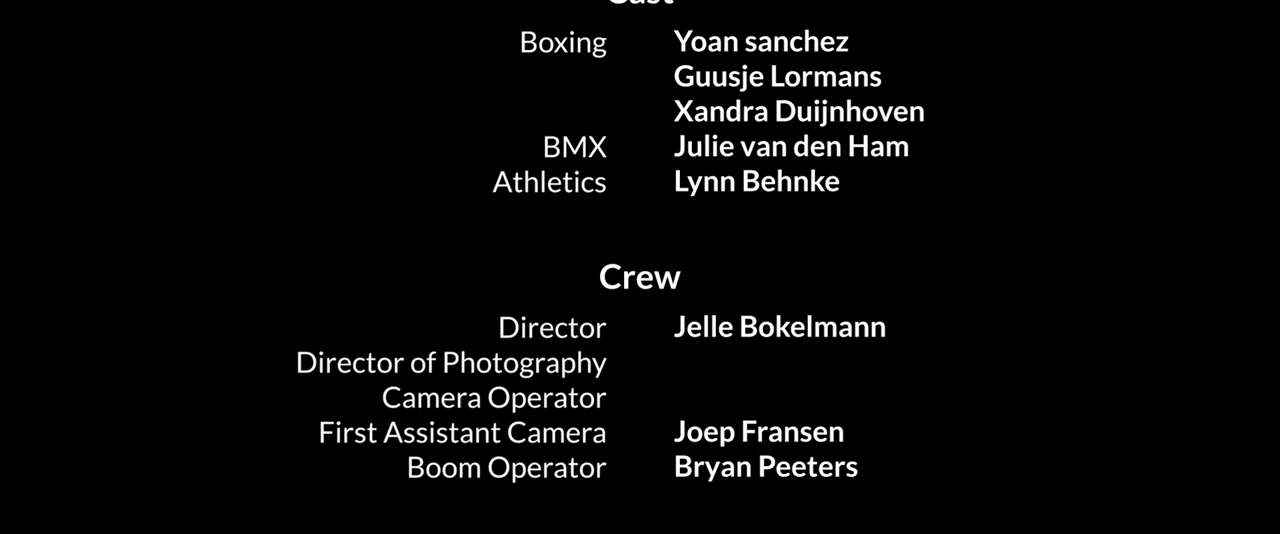 Cast
Boxing Yoan sanchez
Guusje Lormans
Xandra Duijnhoven
BMX Julie van den Ham
Athletics Lynn Behnke
Crew
Director Jelle Bokelmann
Director of Photography
Camera Operator
First Assistant Camera Joep Fransen
Boom Operator Bryan Peeters